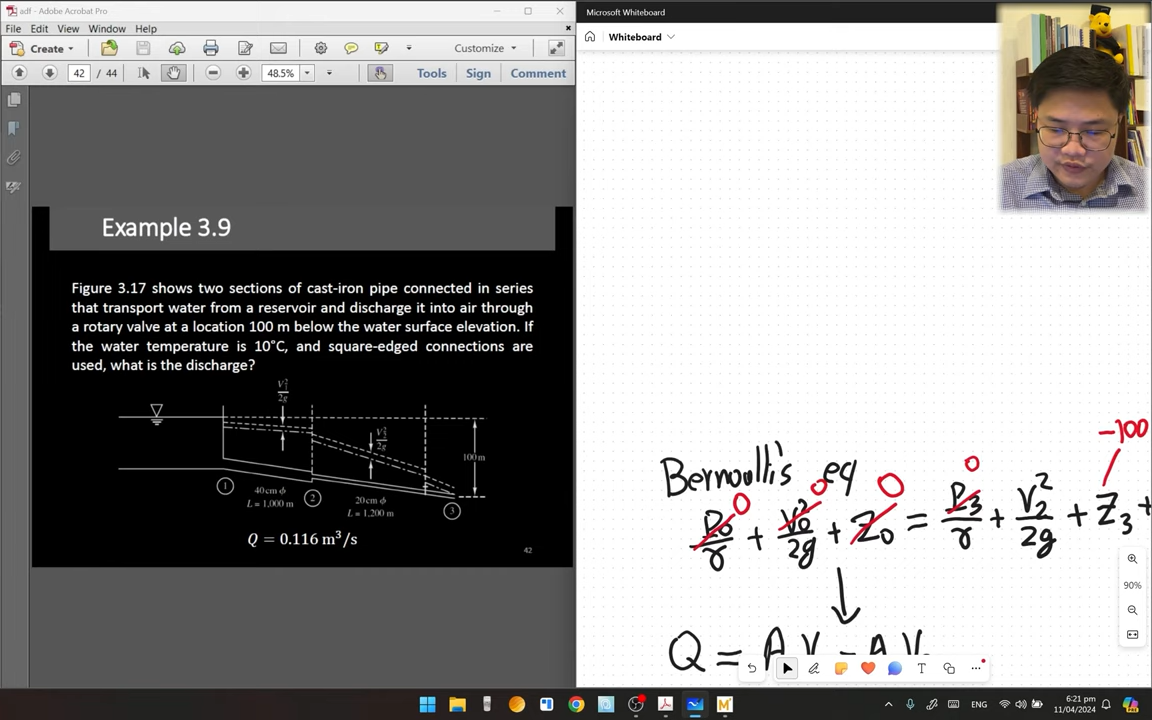 adf - Adobe Acrobat Pro
File Edit View Window Help
Create
Customize
42 / 44
48.5%
Tools Sign Comment
Example 3.9
Figure 3.17 shows two sections of cast-iron pipe connected in series
that transport water from a reservoir and discharge it into air through
a rotary valve at a location 100 m below the water surface elevation. If
the water temperature is 10°C, and square-edged connections are
used, what is the discharge?
V₁²/2g
V₂²/2g
100 m
1
40 cm ϕ
L = 1,000 m
2
20 cm ϕ
L = 1,200 m
3
Q = 0.116 m³/s
42
Microsoft Whiteboard
Whiteboard
-100
Bernoulli's eq
0 0 0 0
P₀/γ + V₀²/2g + Z₀ = P₃/γ + V₂²/2g + Z₃ +
Q = A V = A V
90%
T
ENG
6:21 pm
11/04/2024